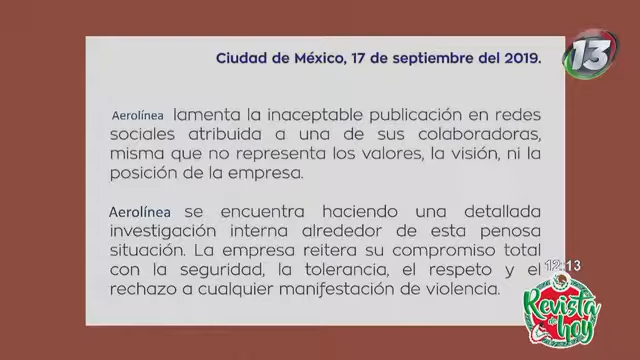 Ciudad de México, 17 de septiembre del 2019.
13
Aerolínea lamenta la inaceptable publicación en redes
sociales atribuida a una de sus colaboradoras,
misma que no representa los valores, la visión, ni la
posición de la empresa.
Aerolínea se encuentra haciendo una detallada
investigación interna alrededor de esta penosa
situación. La empresa reitera su compromiso total
con la seguridad, la tolerancia, el respeto y el
rechazo a cualquier manifestación de violencia.
12:13
Revista
de
hoy